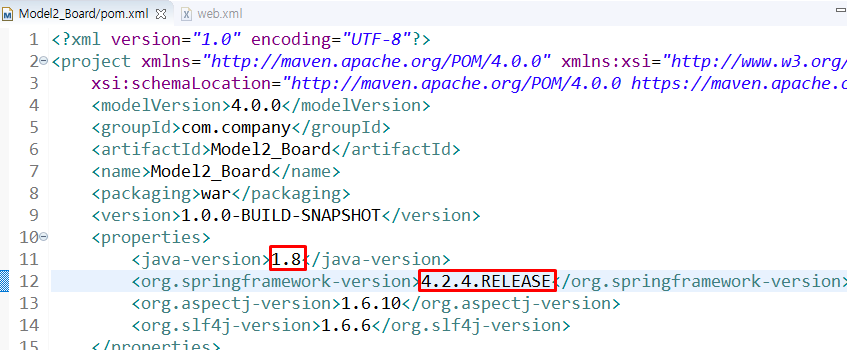 Model2_Board/pom.xml web.xml
1 <?xml version="1.0" encoding="UTF-8"?>
2 <project xmlns="http://maven.apache.org/POM/4.0.0" xmlns:xsi="http://www.w3.org/
3 xsi:schemaLocation="http://maven.apache.org/POM/4.0.0 https://maven.apache.o
4 <modelVersion>4.0.0</modelVersion>
5 <groupId>com.company</groupId>
6 <artifactId>Model2_Board</artifactId>
7 <name>Model2_Board</name>
8 <packaging>war</packaging>
9 <version>1.0.0-BUILD-SNAPSHOT</version>
10 <properties>
11 <java-version>1.8</java-version>
12 <org.springframework-version>4.2.4.RELEASE</org.springframework-version>
13 <org.aspectj-version>1.6.10</org.aspectj-version>
14 <org.slf4j-version>1.6.6</org.slf4j-version>
15 </properties>